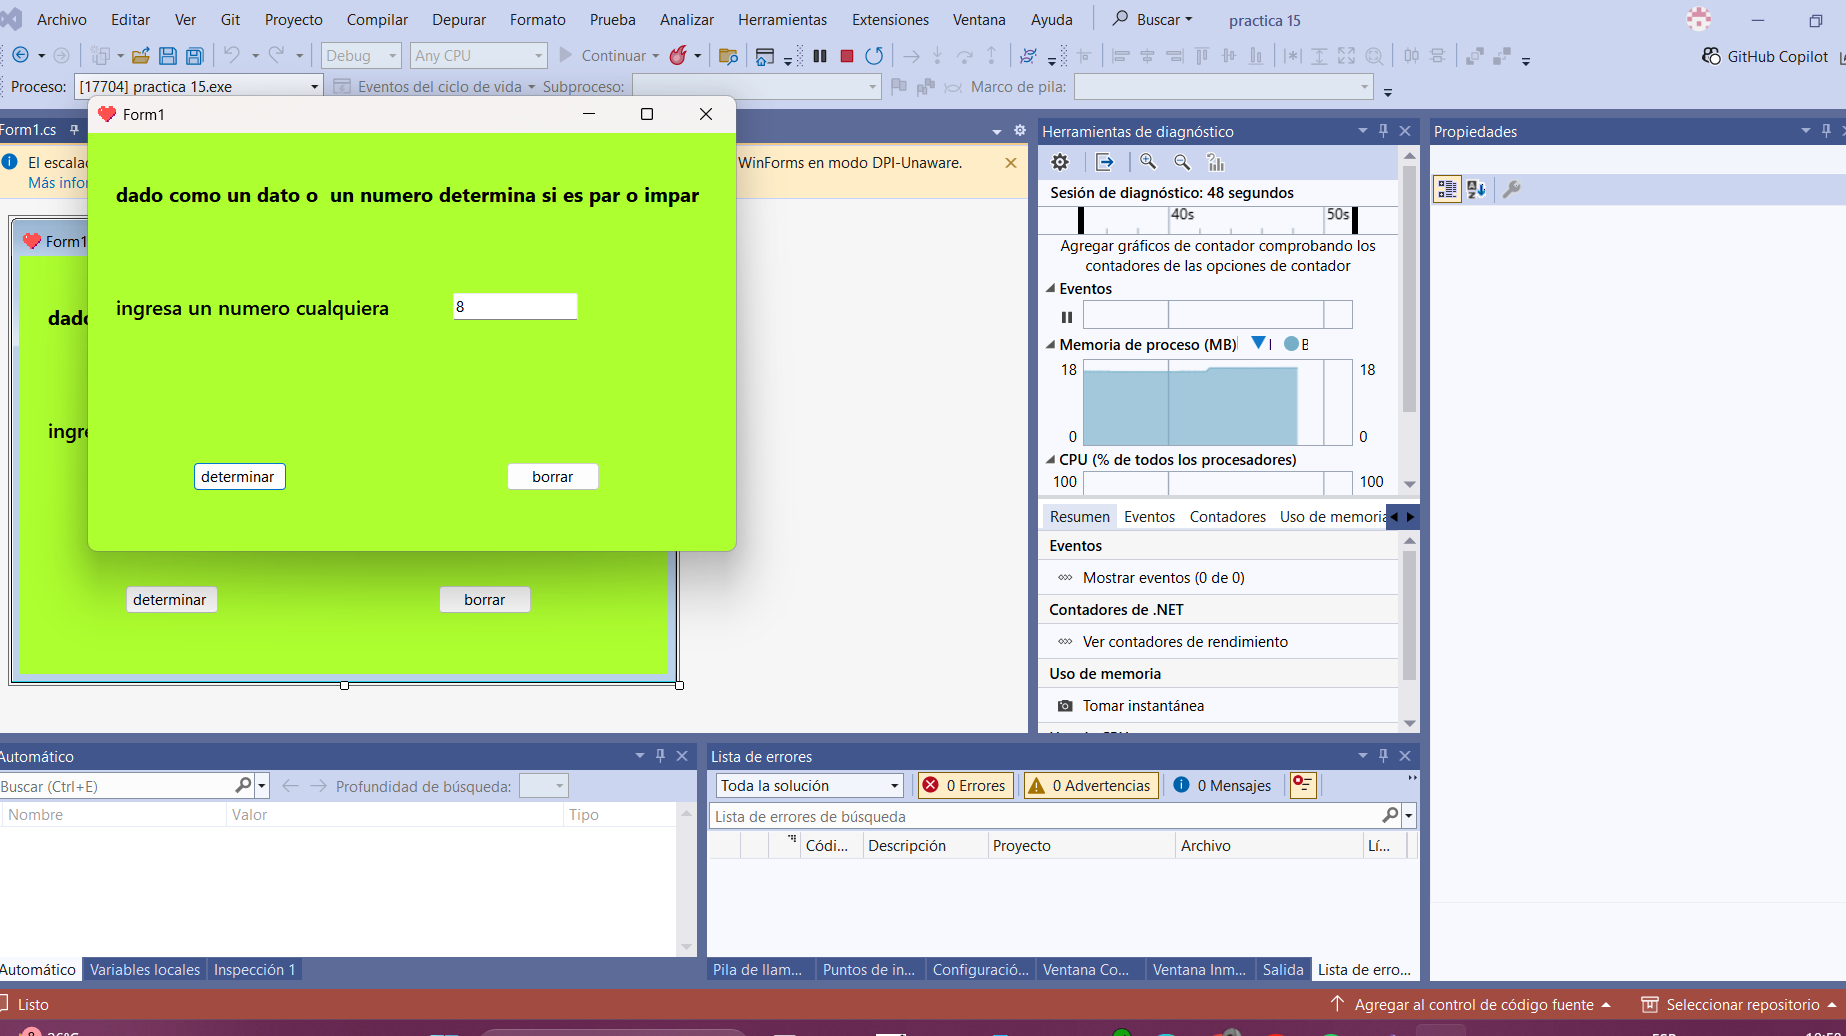 Archivo Editar Ver Git Proyecto Compilar Depurar Formato Prueba Analizar Herramientas Extensiones Ventana Ayuda Buscar practica 15
Debug Any CPU Continuar GitHub Copilot
Proceso: [17704] practica 15.exe Eventos del ciclo de vida Subproceso: Marco de pila:
Form1
dado como un dato o un numero determina si es par o impar
ingresa un numero cualquiera 8
determinar borrar
Form1.cs
El escala
WinForms en modo DPI-Unaware.
Más infor
Form1
dado
ingre
determinar borrar
Herramientas de diagnóstico
Sesión de diagnóstico: 48 segundos
40s 50s
Agregar gráficos de contador comprobando los
contadores de las opciones de contador
Eventos
Memoria de proceso (MB) B
18 18
0 0
CPU (% de todos los procesadores)
100 100
Resumen Eventos Contadores Uso de memoria
Eventos
Mostrar eventos (0 de 0)
Contadores de .NET
Ver contadores de rendimiento
Uso de memoria
Tomar instantánea
Propiedades
Automático
Buscar (Ctrl+E) Profundidad de búsqueda:
Nombre Valor Tipo
Automático Variables locales Inspección 1
Lista de errores
Toda la solución 0 Errores 0 Advertencias 0 Mensajes
Lista de errores de búsqueda
Códi... Descripción Proyecto Archivo Lí...
Pila de llam... Puntos de in... Configuració... Ventana Co... Ventana Inm... Salida Lista de erro...
Listo Agregar al control de código fuente Seleccionar repositorio